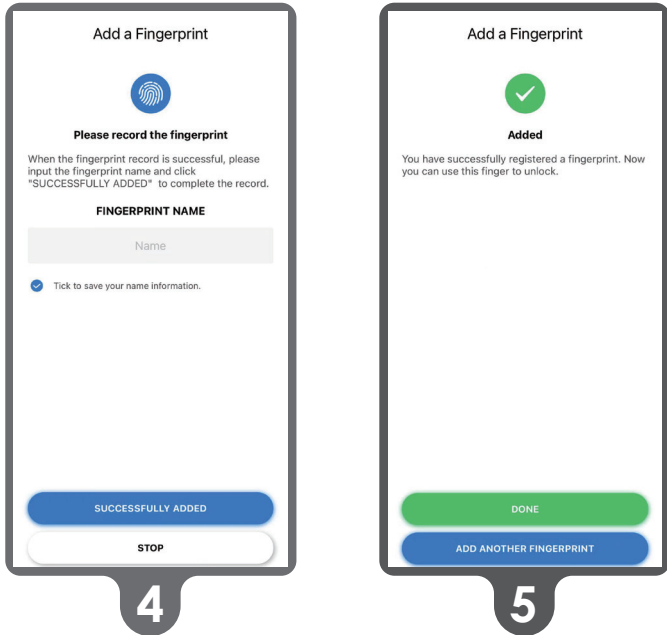 Add a Fingerprint
Please record the fingerprint
When the fingerprint record is successful, please
input the fingerprint name and click
"SUCCESSFULLY ADDED" to complete the record.
FINGERPRINT NAME
Name
Tick to save your name information.
SUCCESSFULLY ADDED
STOP
4
Add a Fingerprint
Added
You have successfully registered a fingerprint. Now
you can use this finger to unlock.
DONE
ADD ANOTHER FINGERPRINT
5